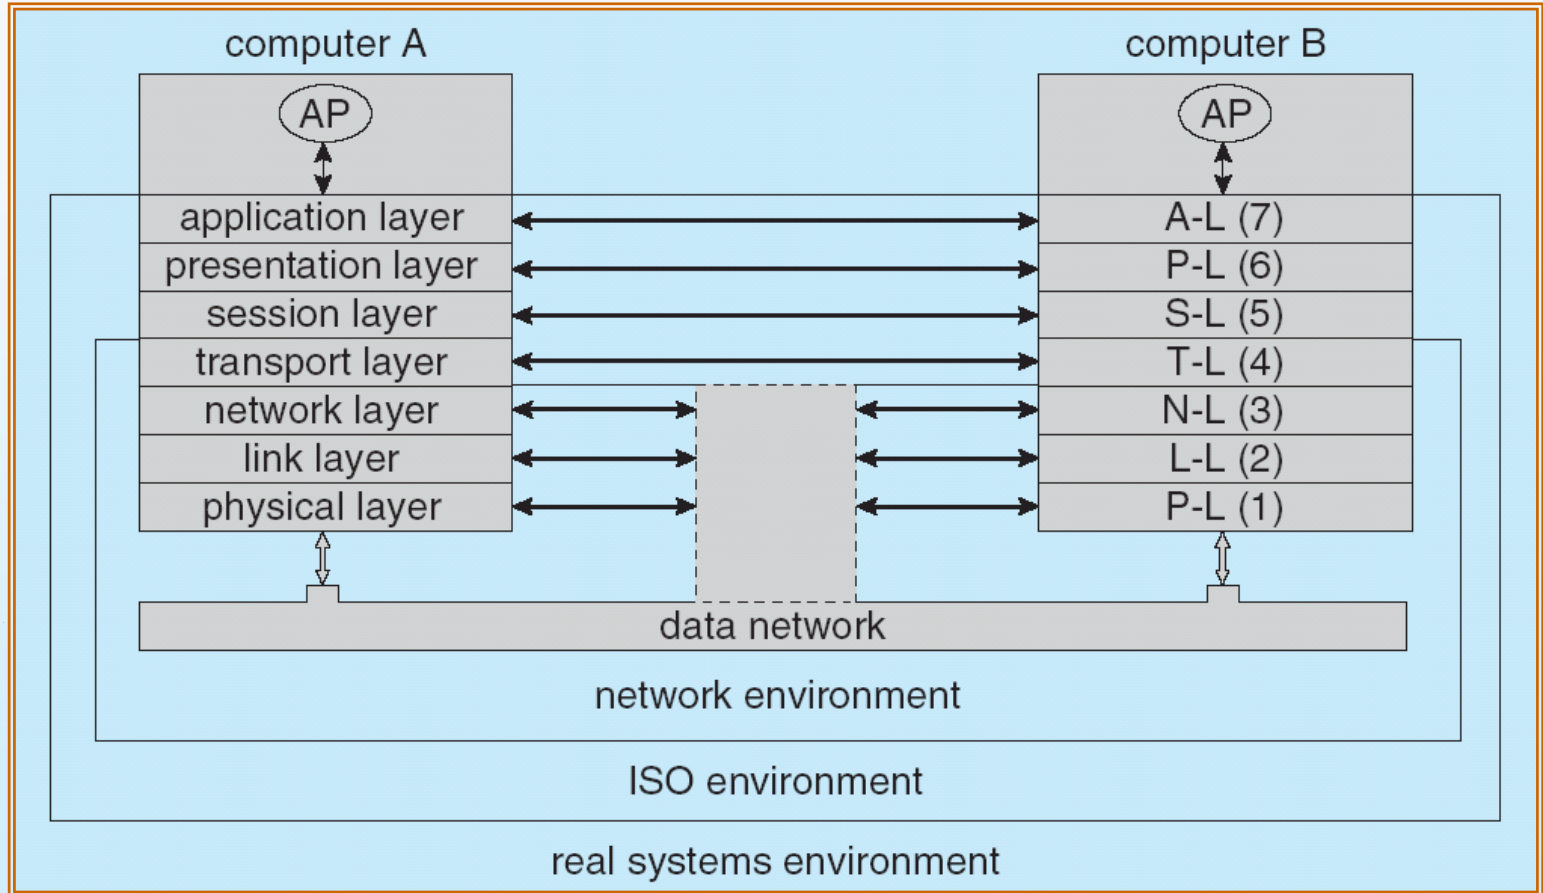 computer A
computer B
AP
AP
application layer
A-L (7)
presentation layer
P-L (6)
session layer
S-L (5)
transport layer
T-L (4)
network layer
N-L (3)
link layer
L-L (2)
physical layer
P-L (1)
data network
network environment
ISO environment
real systems environment